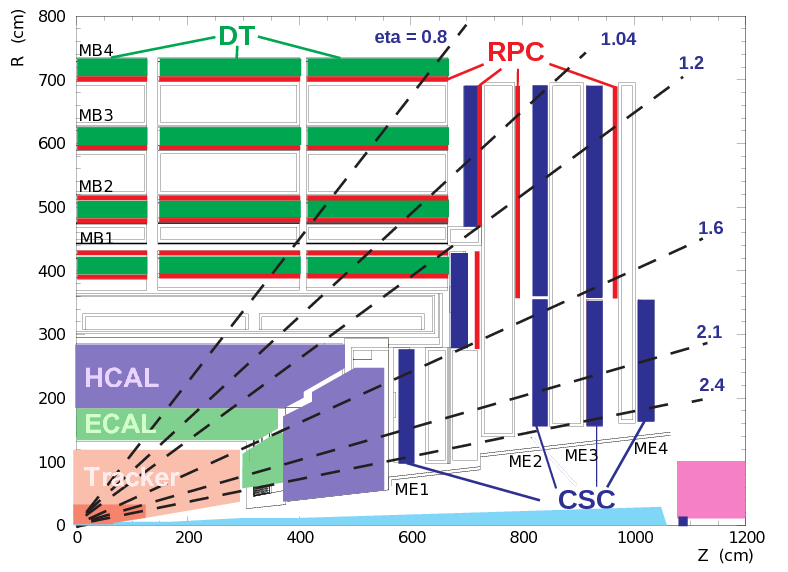 R (cm)
800
700
600
500
400
300
200
100
0
MB4
MB3
MB2
MB1
DT
eta = 0.8
RPC
1.04
1.2
1.6
2.1
2.4
HCAL
ECAL
Tracker
ME1
ME2
ME3
ME4
CSC
0
200
400
600
800
1000
1200
Z (cm)